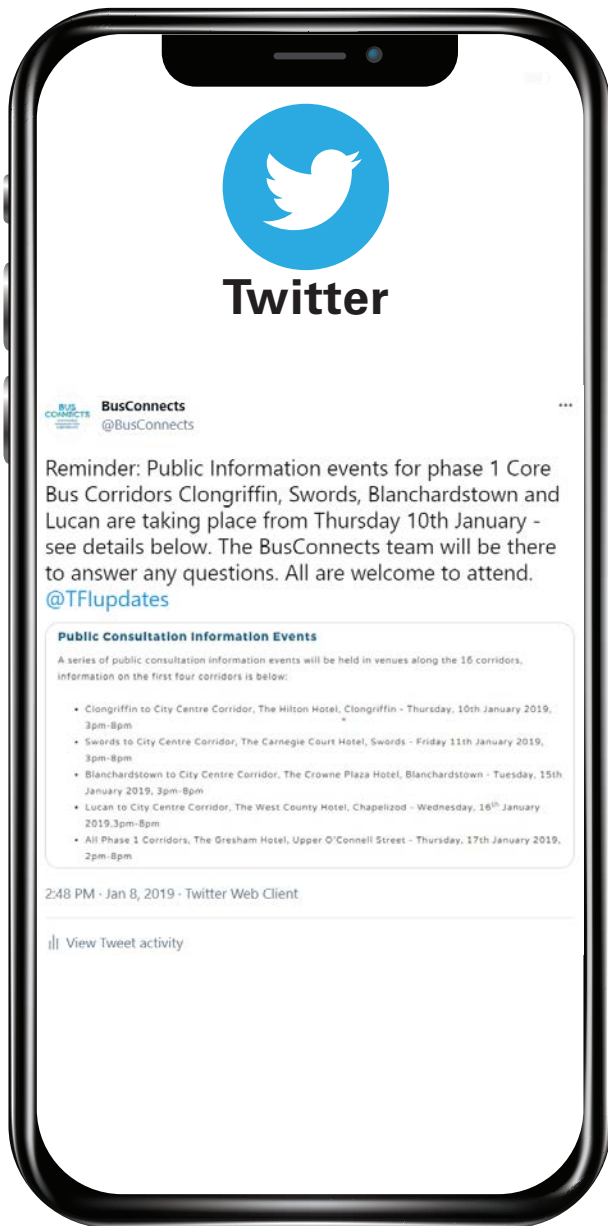 Twitter
BUS
CONNECTS
BusConnects
@BusConnects
Reminder: Public Information events for phase 1 Core
Bus Corridors Clongriffin, Swords, Blanchardstown and
Lucan are taking place from Thursday 10th January -
see details below. The BusConnects team will be there
to answer any questions. All are welcome to attend.
@TFIupdates
Public Consultation Information Events
A series of public consultation information events will be held in venues along the 16 corridors,
information on the first four corridors is below:
• Clongriffin to City Centre Corridor, The Hilton Hotel, Clongriffin - Thursday, 10th January 2019,
3pm-8pm
• Swords to City Centre Corridor, The Carnegie Court Hotel, Swords - Friday 11th January 2019,
3pm-8pm
• Blanchardstown to City Centre Corridor, The Crowne Plaza Hotel, Blanchardstown - Tuesday, 15th
January 2019, 3pm-8pm
• Lucan to City Centre Corridor, The West County Hotel, Chapelizod - Wednesday, 16th January
2019,3pm-8pm
• All Phase 1 Corridors, The Gresham Hotel, Upper O'Connell Street - Thursday, 17th January 2019,
2pm-8pm
2:48 PM · Jan 8, 2019 · Twitter Web Client
View Tweet activity